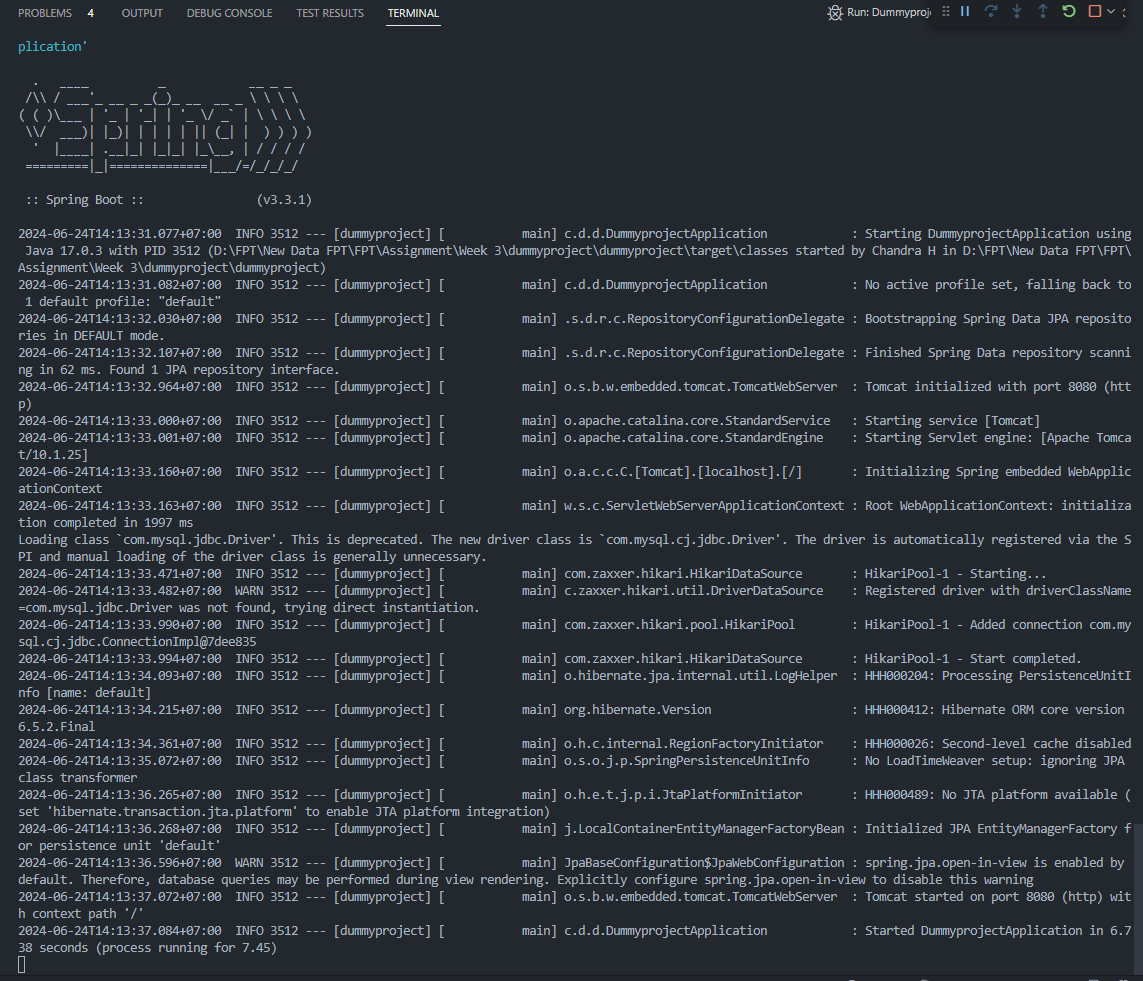 PROBLEMS 4 OUTPUT DEBUG CONSOLE TEST RESULTS TERMINAL Run: Dummyproj
plication'
  .   ____          _            __ _ _
 /\\ / ___'_ __ _ _(_)_ __  __ _ \ \ \ \
( ( )\___ | '_ | '_| | '_ \/ _` | \ \ \ \
 \\/  ___)| |_)| | | | | || (_| |  ) ) ) )
  '  |____| .__|_| |_|_| |_\__, | / / / /
 =========|_|==============|___/=/_/_/_/
 :: Spring Boot ::                (v3.3.1)
2024-06-24T14:13:31.077+07:00  INFO 3512 --- [dummyproject] [           main] c.d.d.DummyprojectApplication            : Starting DummyprojectApplication using
 Java 17.0.3 with PID 3512 (D:\FPT\New Data FPT\FPT\Assignment\Week 3\dummyproject\dummyproject\target\classes started by Chandra H in D:\FPT\New Data FPT\FPT\
Assignment\Week 3\dummyproject\dummyproject)
2024-06-24T14:13:31.082+07:00  INFO 3512 --- [dummyproject] [           main] c.d.d.DummyprojectApplication            : No active profile set, falling back to
 1 default profile: "default"
2024-06-24T14:13:32.030+07:00  INFO 3512 --- [dummyproject] [           main] .s.d.r.c.RepositoryConfigurationDelegate : Bootstrapping Spring Data JPA reposito
ries in DEFAULT mode.
2024-06-24T14:13:32.107+07:00  INFO 3512 --- [dummyproject] [           main] .s.d.r.c.RepositoryConfigurationDelegate : Finished Spring Data repository scanni
ng in 62 ms. Found 1 JPA repository interface.
2024-06-24T14:13:32.964+07:00  INFO 3512 --- [dummyproject] [           main] o.s.b.w.embedded.tomcat.TomcatWebServer  : Tomcat initialized with port 8080 (htt
p)
2024-06-24T14:13:33.000+07:00  INFO 3512 --- [dummyproject] [           main] o.apache.catalina.core.StandardService   : Starting service [Tomcat]
2024-06-24T14:13:33.001+07:00  INFO 3512 --- [dummyproject] [           main] o.apache.catalina.core.StandardEngine    : Starting Servlet engine: [Apache Tomca
t/10.1.25]
2024-06-24T14:13:33.160+07:00  INFO 3512 --- [dummyproject] [           main] o.a.c.c.C.[Tomcat].[localhost].[/]       : Initializing Spring embedded WebApplic
ationContext
2024-06-24T14:13:33.163+07:00  INFO 3512 --- [dummyproject] [           main] w.s.c.ServletWebServerApplicationContext : Root WebApplicationContext: initializa
tion completed in 1997 ms
Loading class `com.mysql.jdbc.Driver'. This is deprecated. The new driver class is `com.mysql.cj.jdbc.Driver'. The driver is automatically registered via the S
PI and manual loading of the driver class is generally unnecessary.
2024-06-24T14:13:33.471+07:00  INFO 3512 --- [dummyproject] [           main] com.zaxxer.hikari.HikariDataSource       : HikariPool-1 - Starting...
2024-06-24T14:13:33.482+07:00  WARN 3512 --- [dummyproject] [           main] c.zaxxer.hikari.util.DriverDataSource    : Registered driver with driverClassName
=com.mysql.jdbc.Driver was not found, trying direct instantiation.
2024-06-24T14:13:33.990+07:00  INFO 3512 --- [dummyproject] [           main] com.zaxxer.hikari.pool.HikariPool        : HikariPool-1 - Added connection com.my
sql.cj.jdbc.ConnectionImpl@7dee835
2024-06-24T14:13:33.994+07:00  INFO 3512 --- [dummyproject] [           main] com.zaxxer.hikari.HikariDataSource       : HikariPool-1 - Start completed.
2024-06-24T14:13:34.093+07:00  INFO 3512 --- [dummyproject] [           main] o.hibernate.jpa.internal.util.LogHelper  : HHH000204: Processing PersistenceUnitI
nfo [name: default]
2024-06-24T14:13:34.215+07:00  INFO 3512 --- [dummyproject] [           main] org.hibernate.Version                    : HHH000412: Hibernate ORM core version
6.5.2.Final
2024-06-24T14:13:34.361+07:00  INFO 3512 --- [dummyproject] [           main] o.h.c.internal.RegionFactoryInitiator    : HHH000026: Second-level cache disabled
2024-06-24T14:13:35.072+07:00  INFO 3512 --- [dummyproject] [           main] o.s.o.j.p.SpringPersistenceUnitInfo      : No LoadTimeWeaver setup: ignoring JPA
class transformer
2024-06-24T14:13:36.265+07:00  INFO 3512 --- [dummyproject] [           main] o.h.e.t.j.p.i.JtaPlatformInitiator       : HHH000489: No JTA platform available (
set 'hibernate.transaction.jta.platform' to enable JTA platform integration)
2024-06-24T14:13:36.268+07:00  INFO 3512 --- [dummyproject] [           main] j.LocalContainerEntityManagerFactoryBean : Initialized JPA EntityManagerFactory f
or persistence unit 'default'
2024-06-24T14:13:36.596+07:00  WARN 3512 --- [dummyproject] [           main] JpaBaseConfiguration$JpaWebConfiguration : spring.jpa.open-in-view is enabled by
default. Therefore, database queries may be performed during view rendering. Explicitly configure spring.jpa.open-in-view to disable this warning
2024-06-24T14:13:37.072+07:00  INFO 3512 --- [dummyproject] [           main] o.s.b.w.embedded.tomcat.TomcatWebServer  : Tomcat started on port 8080 (http) wit
h context path '/'
2024-06-24T14:13:37.084+07:00  INFO 3512 --- [dummyproject] [           main] c.d.d.DummyprojectApplication            : Started DummyprojectApplication in 6.7
38 seconds (process running for 7.45)